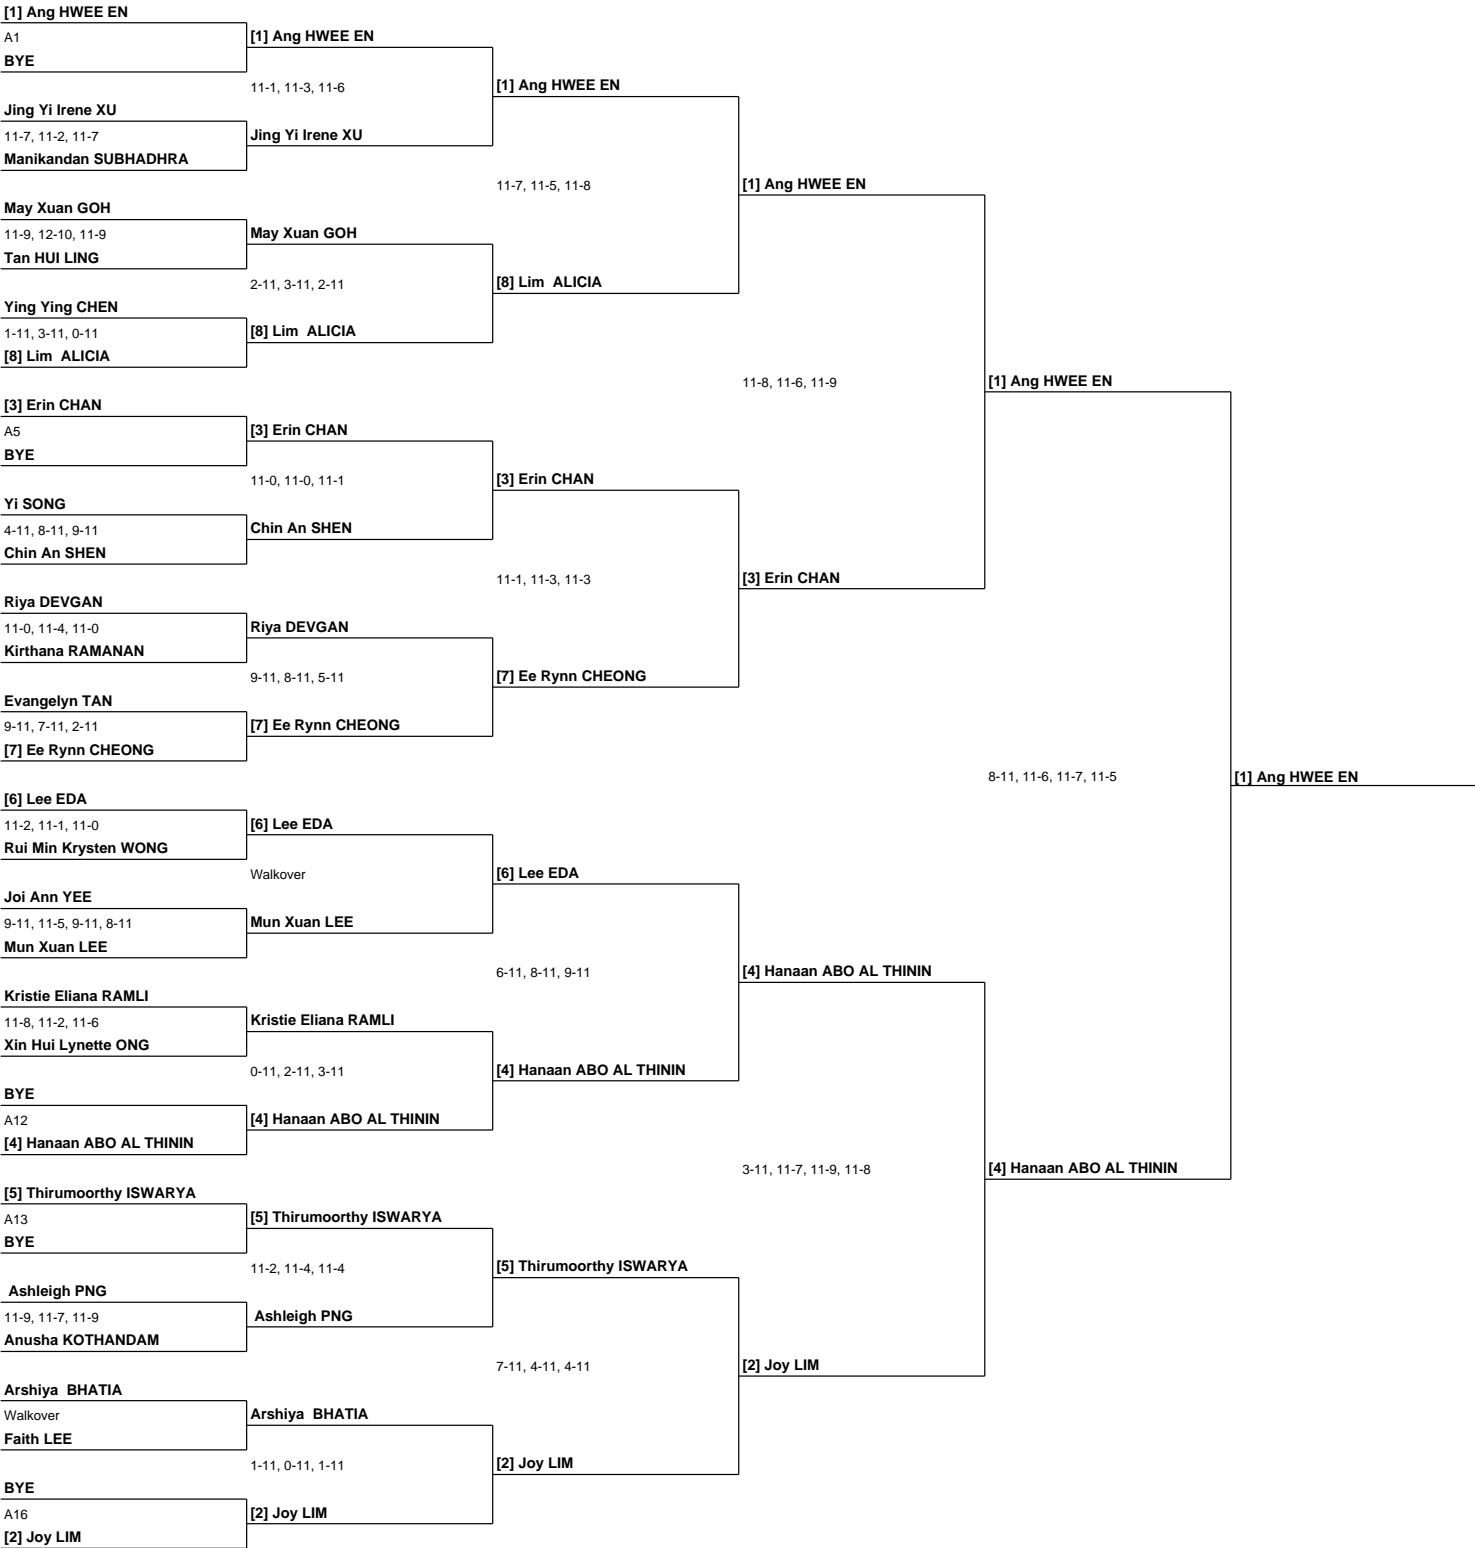 [1] Ang HWEE EN
A1
[1] Ang HWEE EN
BYE
11-1, 11-3, 11-6
[1] Ang HWEE EN
Jing Yi Irene XU
11-7, 11-2, 11-7
Jing Yi Irene XU
Manikandan SUBHADHRA
11-7, 11-5, 11-8
[1] Ang HWEE EN
May Xuan GOH
11-9, 12-10, 11-9
May Xuan GOH
Tan HUI LING
2-11, 3-11, 2-11
[8] Lim  ALICIA
Ying Ying CHEN
1-11, 3-11, 0-11
[8] Lim  ALICIA
[8] Lim  ALICIA
11-8, 11-6, 11-9
[1] Ang HWEE EN
[3] Erin CHAN
A5
[3] Erin CHAN
BYE
11-0, 11-0, 11-1
[3] Erin CHAN
Yi SONG
4-11, 8-11, 9-11
Chin An SHEN
Chin An SHEN
11-1, 11-3, 11-3
[3] Erin CHAN
Riya DEVGAN
11-0, 11-4, 11-0
Riya DEVGAN
Kirthana RAMANAN
9-11, 8-11, 5-11
[7] Ee Rynn CHEONG
Evangelyn TAN
9-11, 7-11, 2-11
[7] Ee Rynn CHEONG
[7] Ee Rynn CHEONG
8-11, 11-6, 11-7, 11-5
[1] Ang HWEE EN
[6] Lee EDA
11-2, 11-1, 11-0
[6] Lee EDA
Rui Min Krysten WONG
Walkover
[6] Lee EDA
Joi Ann YEE
9-11, 11-5, 9-11, 8-11
Mun Xuan LEE
Mun Xuan LEE
6-11, 8-11, 9-11
[4] Hanaan ABO AL THININ
Kristie Eliana RAMLI
11-8, 11-2, 11-6
Kristie Eliana RAMLI
Xin Hui Lynette ONG
0-11, 2-11, 3-11
[4] Hanaan ABO AL THININ
BYE
A12
[4] Hanaan ABO AL THININ
[4] Hanaan ABO AL THININ
3-11, 11-7, 11-9, 11-8
[4] Hanaan ABO AL THININ
[5] Thirumoorthy ISWARYA
A13
[5] Thirumoorthy ISWARYA
BYE
11-2, 11-4, 11-4
[5] Thirumoorthy ISWARYA
Ashleigh PNG
11-9, 11-7, 11-9
Ashleigh PNG
Anusha KOTHANDAM
7-11, 4-11, 4-11
[2] Joy LIM
Arshiya  BHATIA
Walkover
Arshiya  BHATIA
Faith LEE
1-11, 0-11, 1-11
[2] Joy LIM
BYE
A16
[2] Joy LIM
[2] Joy LIM